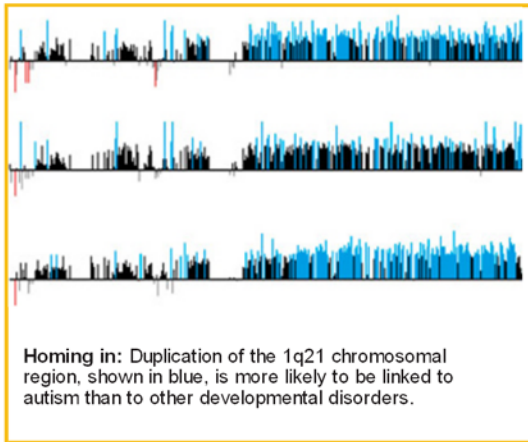 Homing in: Duplication of the 1q21 chromosomal
region, shown in blue, is more likely to be linked to
autism than to other developmental disorders.